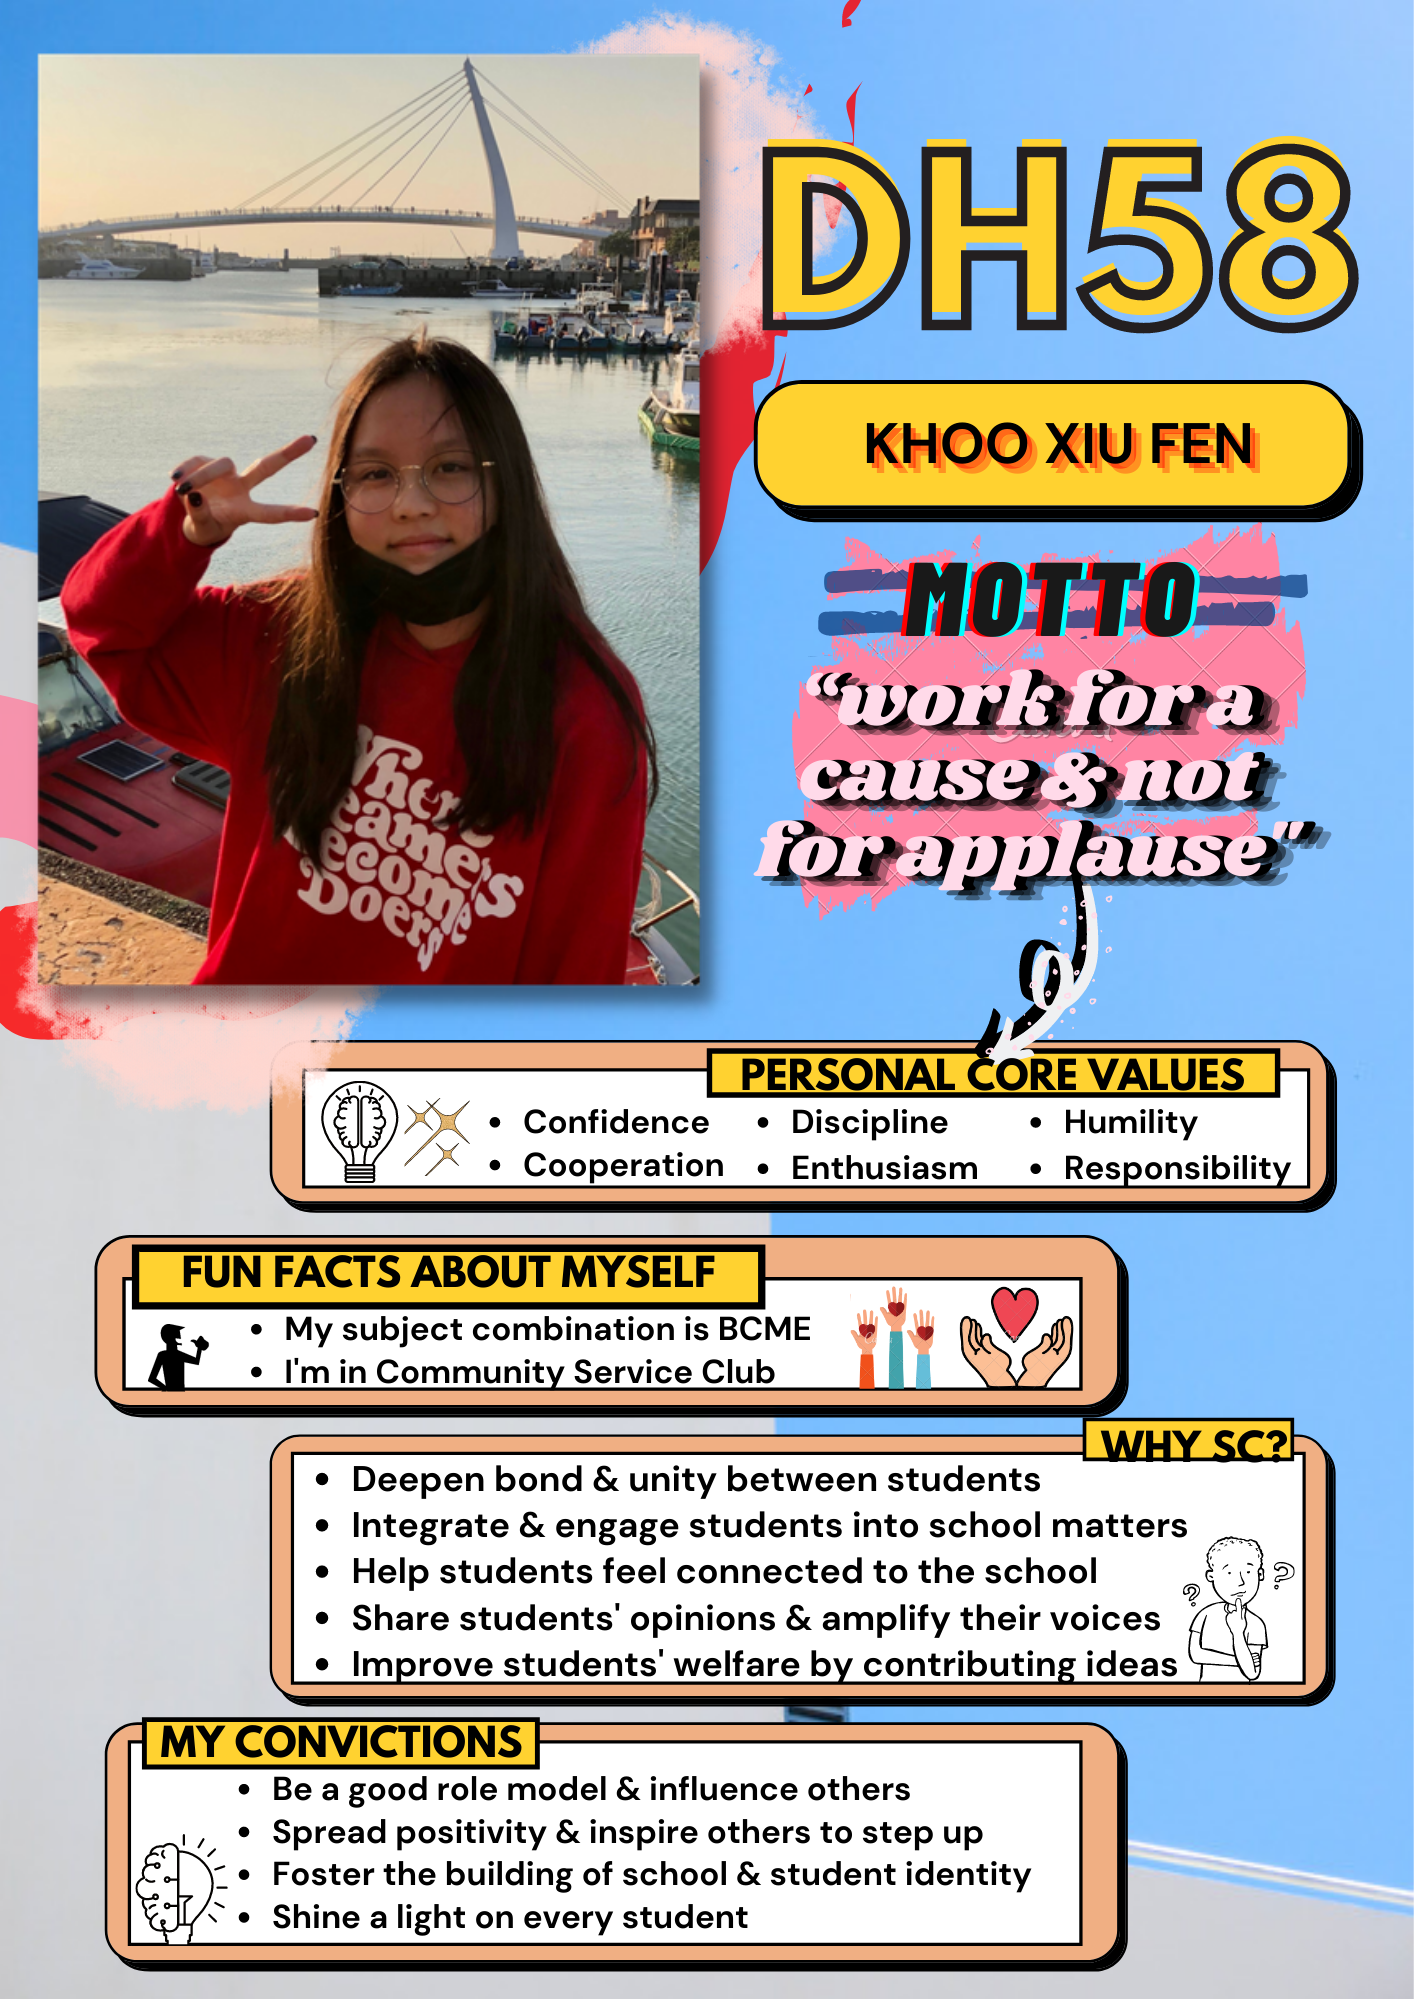 DH58
KHOO XIU FEN
MOTTO
“work for a
cause & not
for applause"
Where
Become
Doers
PERSONAL CORE VALUES
• Confidence
• Cooperation
• Discipline
• Enthusiasm
• Humility
• Responsibility
FUN FACTS ABOUT MYSELF
• My subject combination is BCME
• I'm in Community Service Club
WHY SC?
• Deepen bond & unity between students
• Integrate & engage students into school matters
• Help students feel connected to the school
• Share students' opinions & amplify their voices
• Improve students' welfare by contributing ideas
MY CONVICTIONS
• Be a good role model & influence others
• Spread positivity & inspire others to step up
• Foster the building of school & student identity
• Shine a light on every student